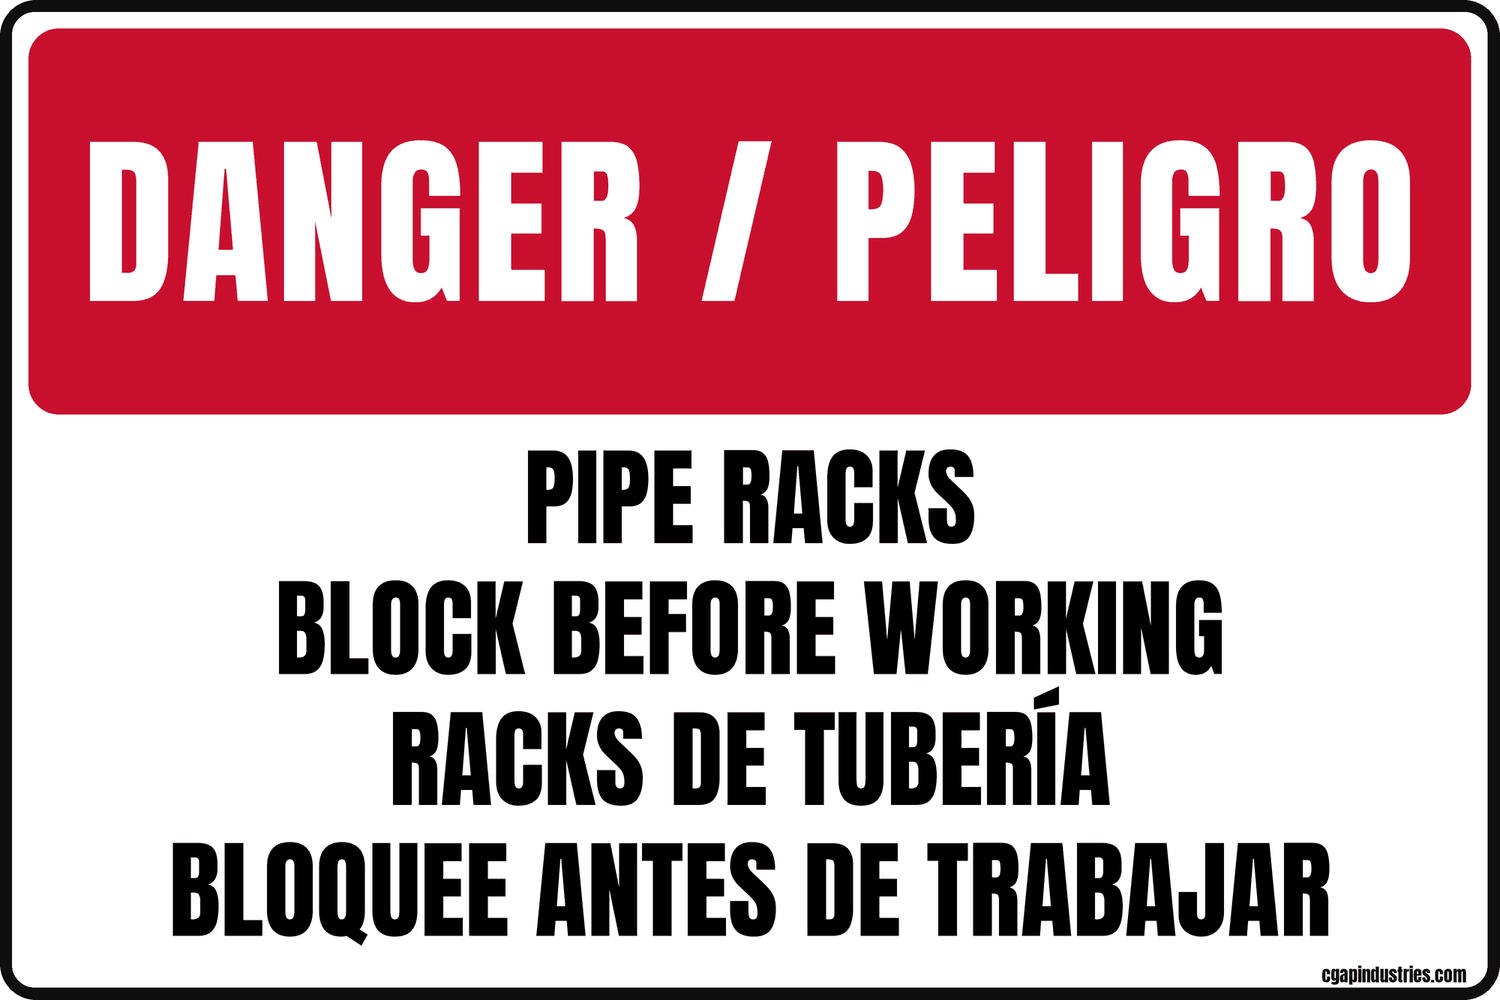 DANGER / PELIGRO
PIPE RACKS
BLOCK BEFORE WORKING
RACKS DE TUBERÍA
BLOQUEE ANTES DE TRABAJAR
cgapindustries.com